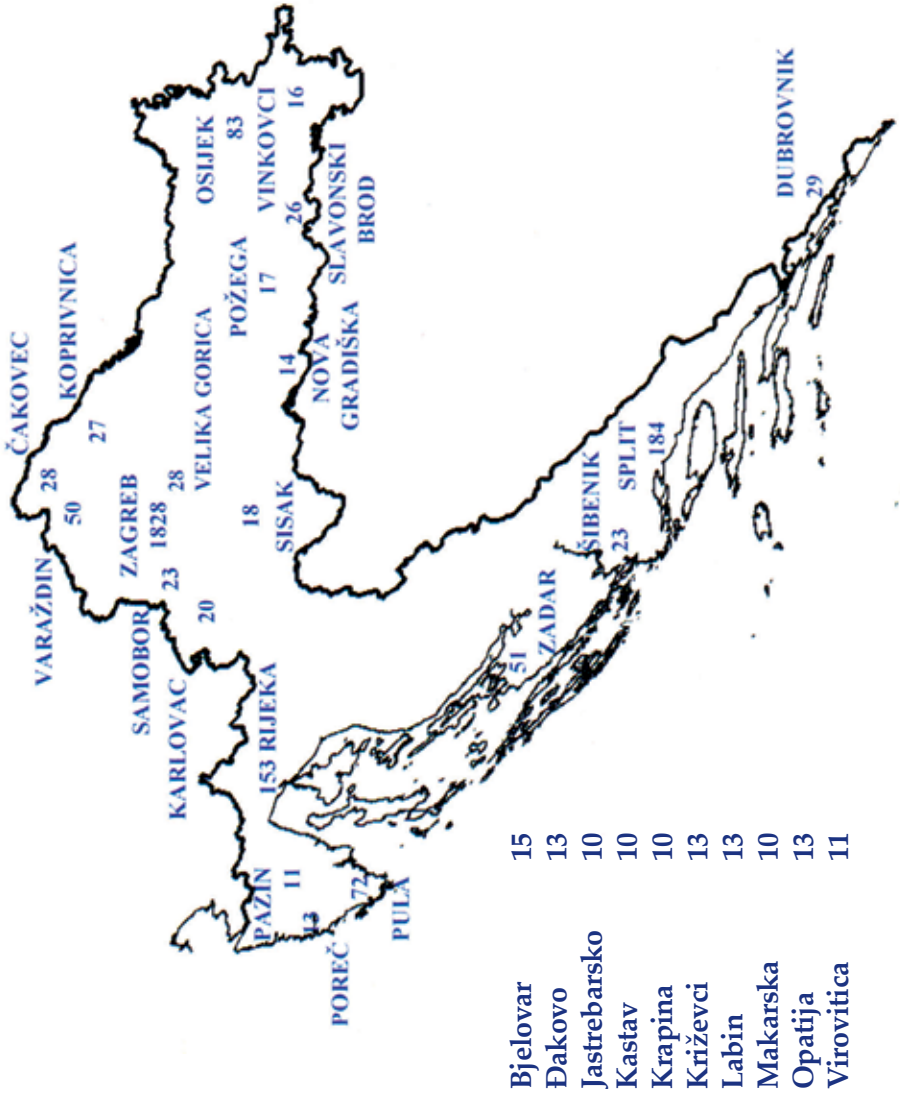 ČAKOVEC
28
KOPRIVNICA
27
VARAŽDIN
50
ZAGREB
1828
SAMOBOR
23
VELIKA GORICA
28
KARLOVAC
20
OSIJEK
83
VINKOVCI
16
POŽEGA
17
26
SLAVONSKI
BROD
14
NOVA
GRADIŠKA
18
SISAK
153 RIJEKA
PAZIN
11
13
POREČ
72
PULA
51
ZADAR
ŠIBENIK
23
SPLIT
184
DUBROVNIK
29
Bjelovar 15
Đakovo 13
Jastrebarsko 10
Kastav 10
Krapina 10
Križevci 13
Labin 13
Makarska 10
Opatija 13
Virovitica 11